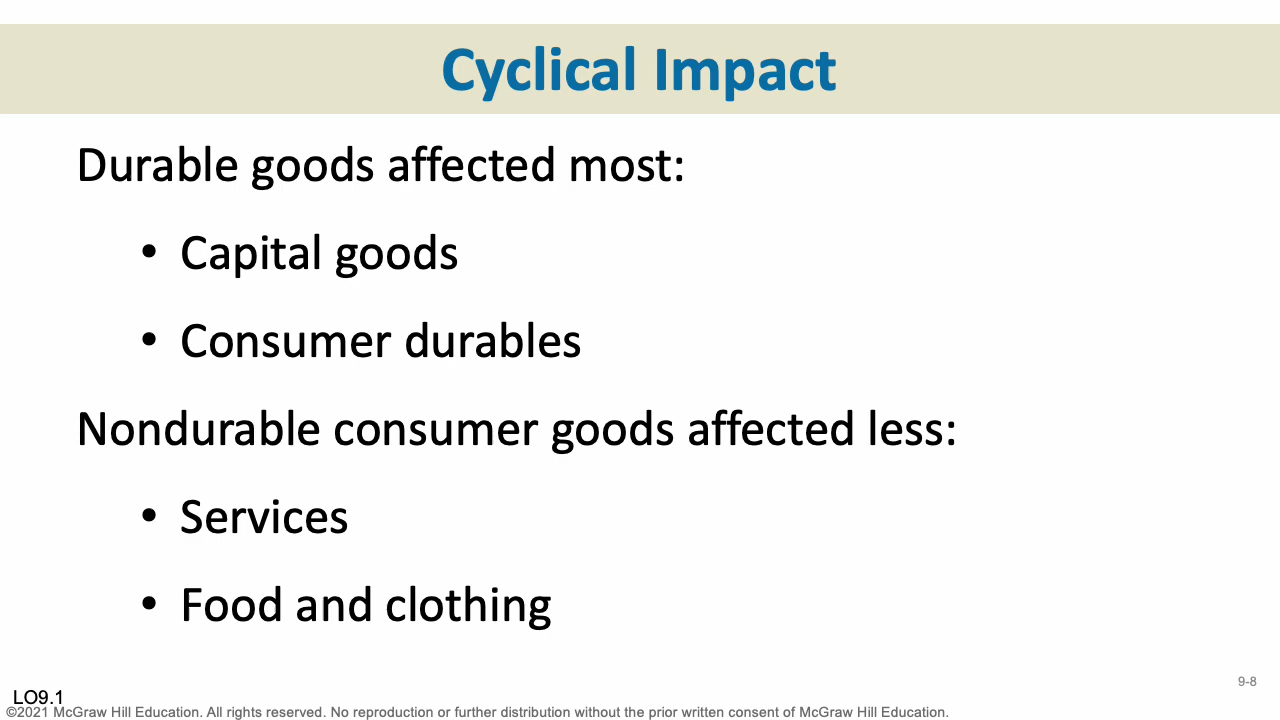 Cyclical Impact
Durable goods affected most:
• Capital goods
• Consumer durables
Nondurable consumer goods affected less:
• Services
• Food and clothing
9-8
LO9.1
©2021 McGraw Hill Education. All rights reserved. No reproduction or further distribution without the prior written consent of McGraw Hill Education.